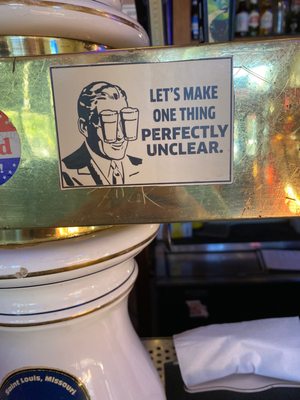 LET'S MAKE
ONE THING
PERFECTLY
UNCLEAR.
Saint Louis, Missouri